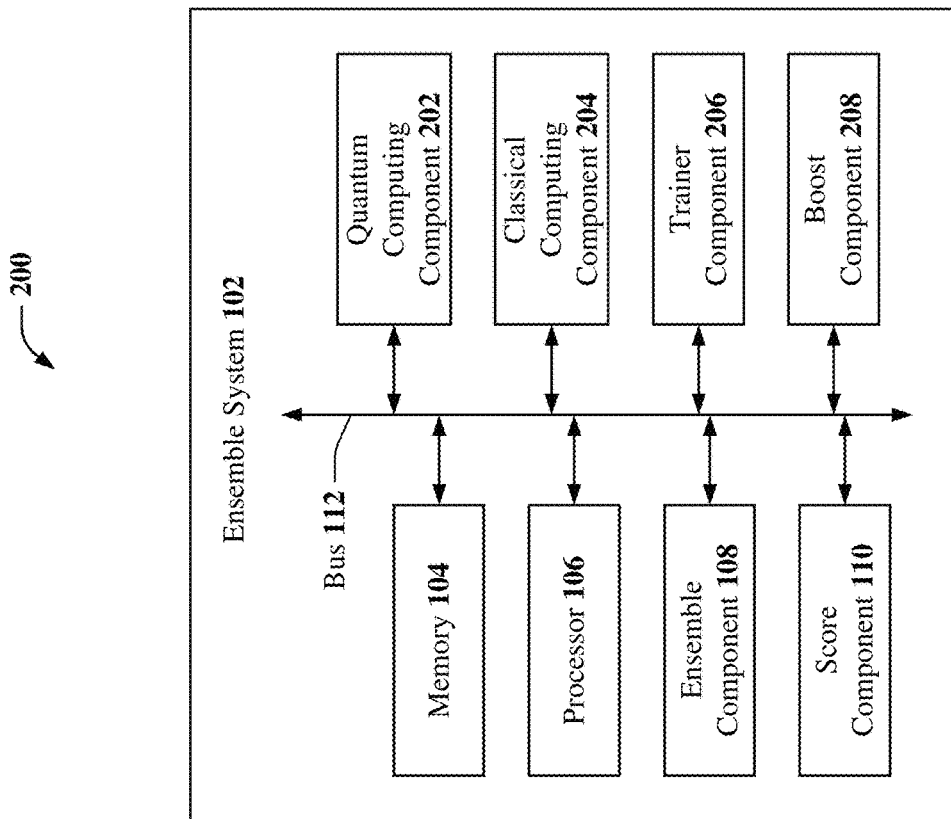 200
Ensemble System 102
Bus 112
Memory 104
Processor 106
Ensemble
Component 108
Score
Component 110
Quantum
Computing
Component 202
Classical
Computing
Component 204
Trainer
Component 206
Boost
Component 208